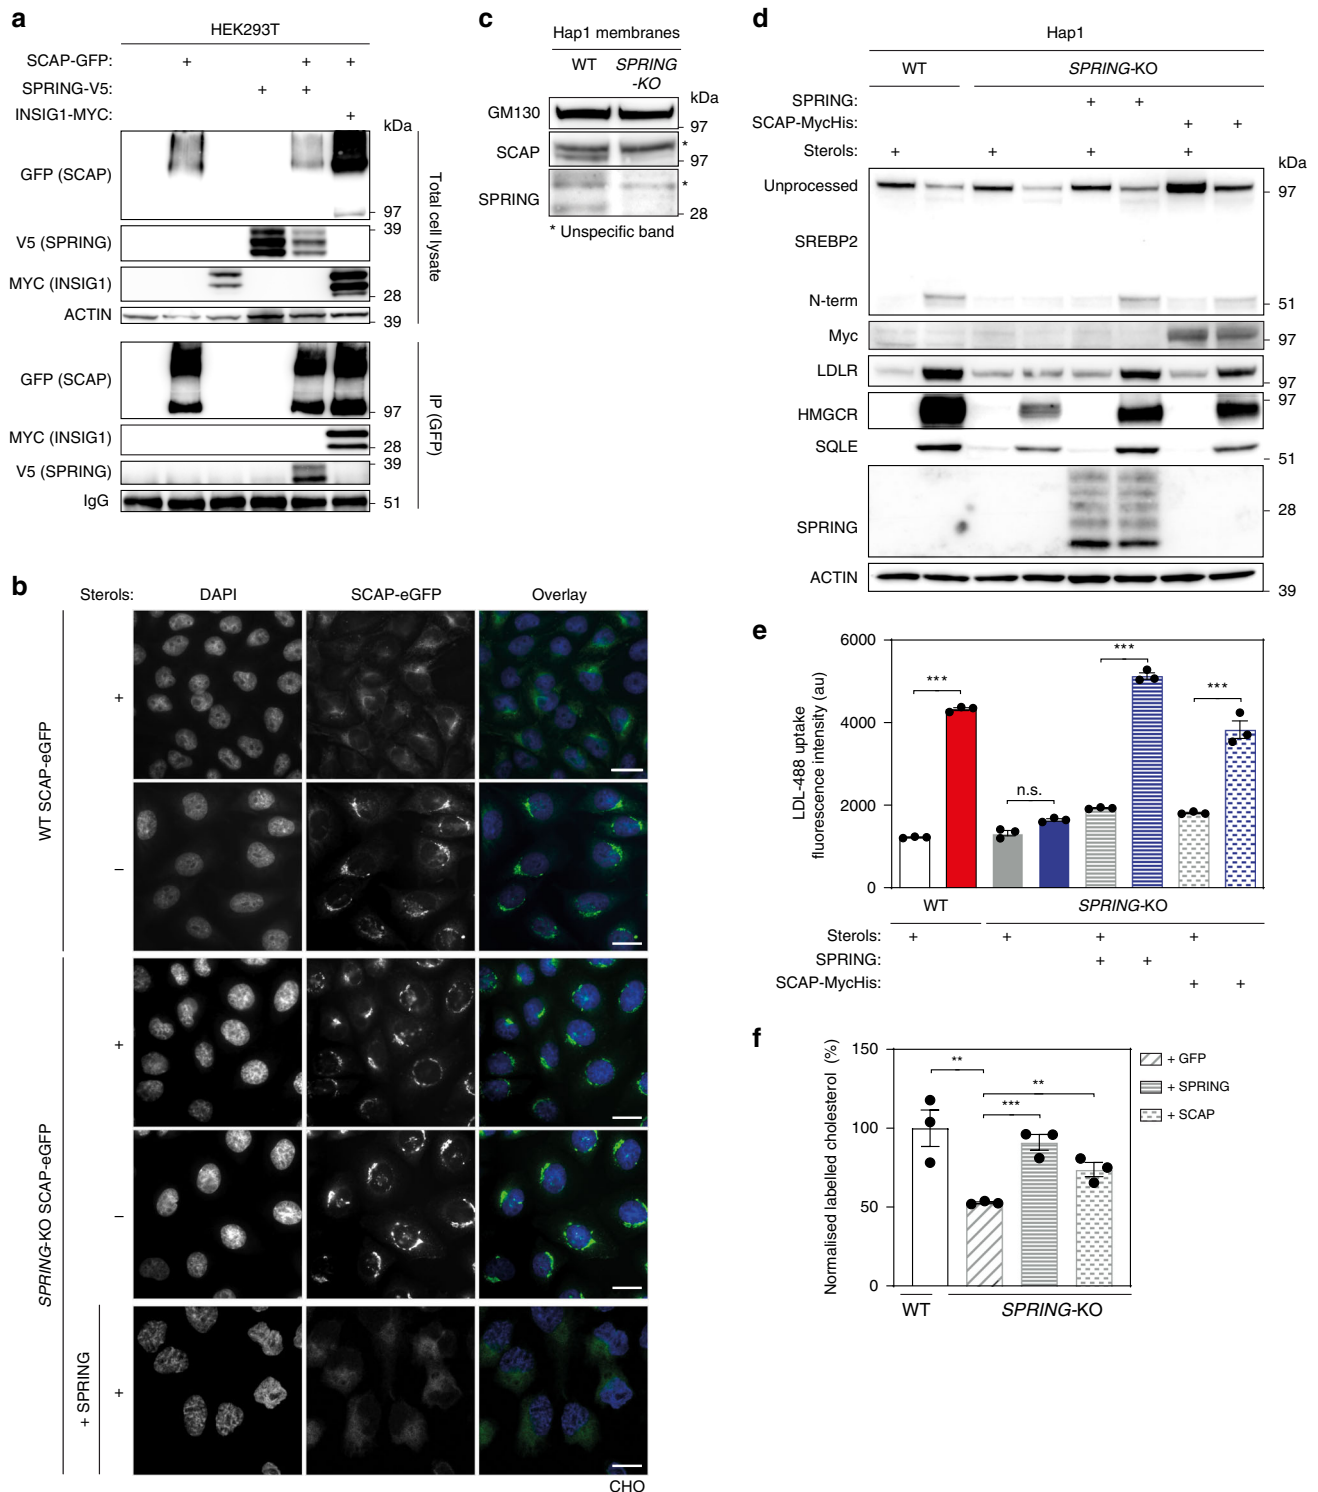 a
HEK293T
SCAP-GFP: + + +
SPRING-V5: + +
INSIG1-MYC: +
kDa
GFP (SCAP)
97
V5 (SPRING)
39
MYC (INSIG1)
28
ACTIN
39
Total cell lysate
GFP (SCAP)
97
MYC (INSIG1)
28
V5 (SPRING)
39
IgG
51
IP (GFP)
b
Sterols: DAPI SCAP-eGFP Overlay
WT SCAP-eGFP
+
–
SPRING-KO SCAP-eGFP
+
–
+ SPRING
+
CHO
c
Hap1 membranes
WT SPRING
-KO
kDa
GM130
97
SCAP
*
97
SPRING
*
28
* Unspecific band
d
Hap1
WT SPRING-KO
SPRING: + +
SCAP-MycHis: + +
Sterols: + + + +
kDa
Unprocessed
97
SREBP2
N-term
51
Myc
97
LDLR
97
HMGCR
97
SQLE
51
SPRING
28
ACTIN
39
e
LDL-488 uptake
fluorescence intensity (au)
6000
4000
2000
0
***
n.s.
***
***
WT SPRING-KO
Sterols: + + + +
SPRING: + +
SCAP-MycHis: + +
f
Normalised labelled cholesterol (%)
150
100
50
0
**
**
***
+ GFP
+ SPRING
+ SCAP
WT SPRING-KO